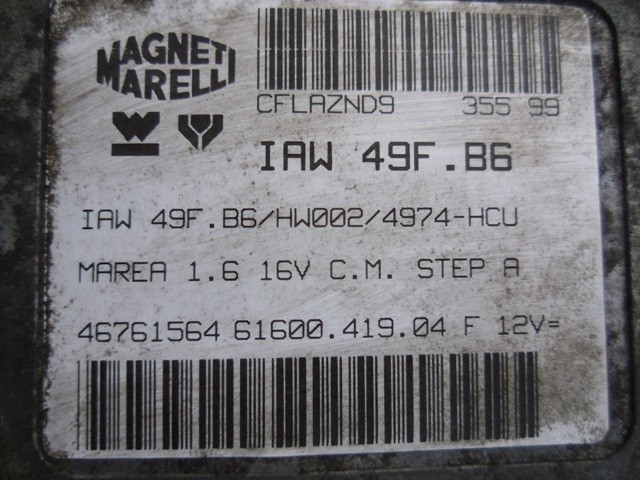 MAGNETI
MARELLI
CFLAZND9 355 99
IAW 49F.B6
IAW 49F.B6/HW002/4974-HCU
MAREA 1.6 16V C.M. STEP A
46761564 61600.419.04 F 12V=